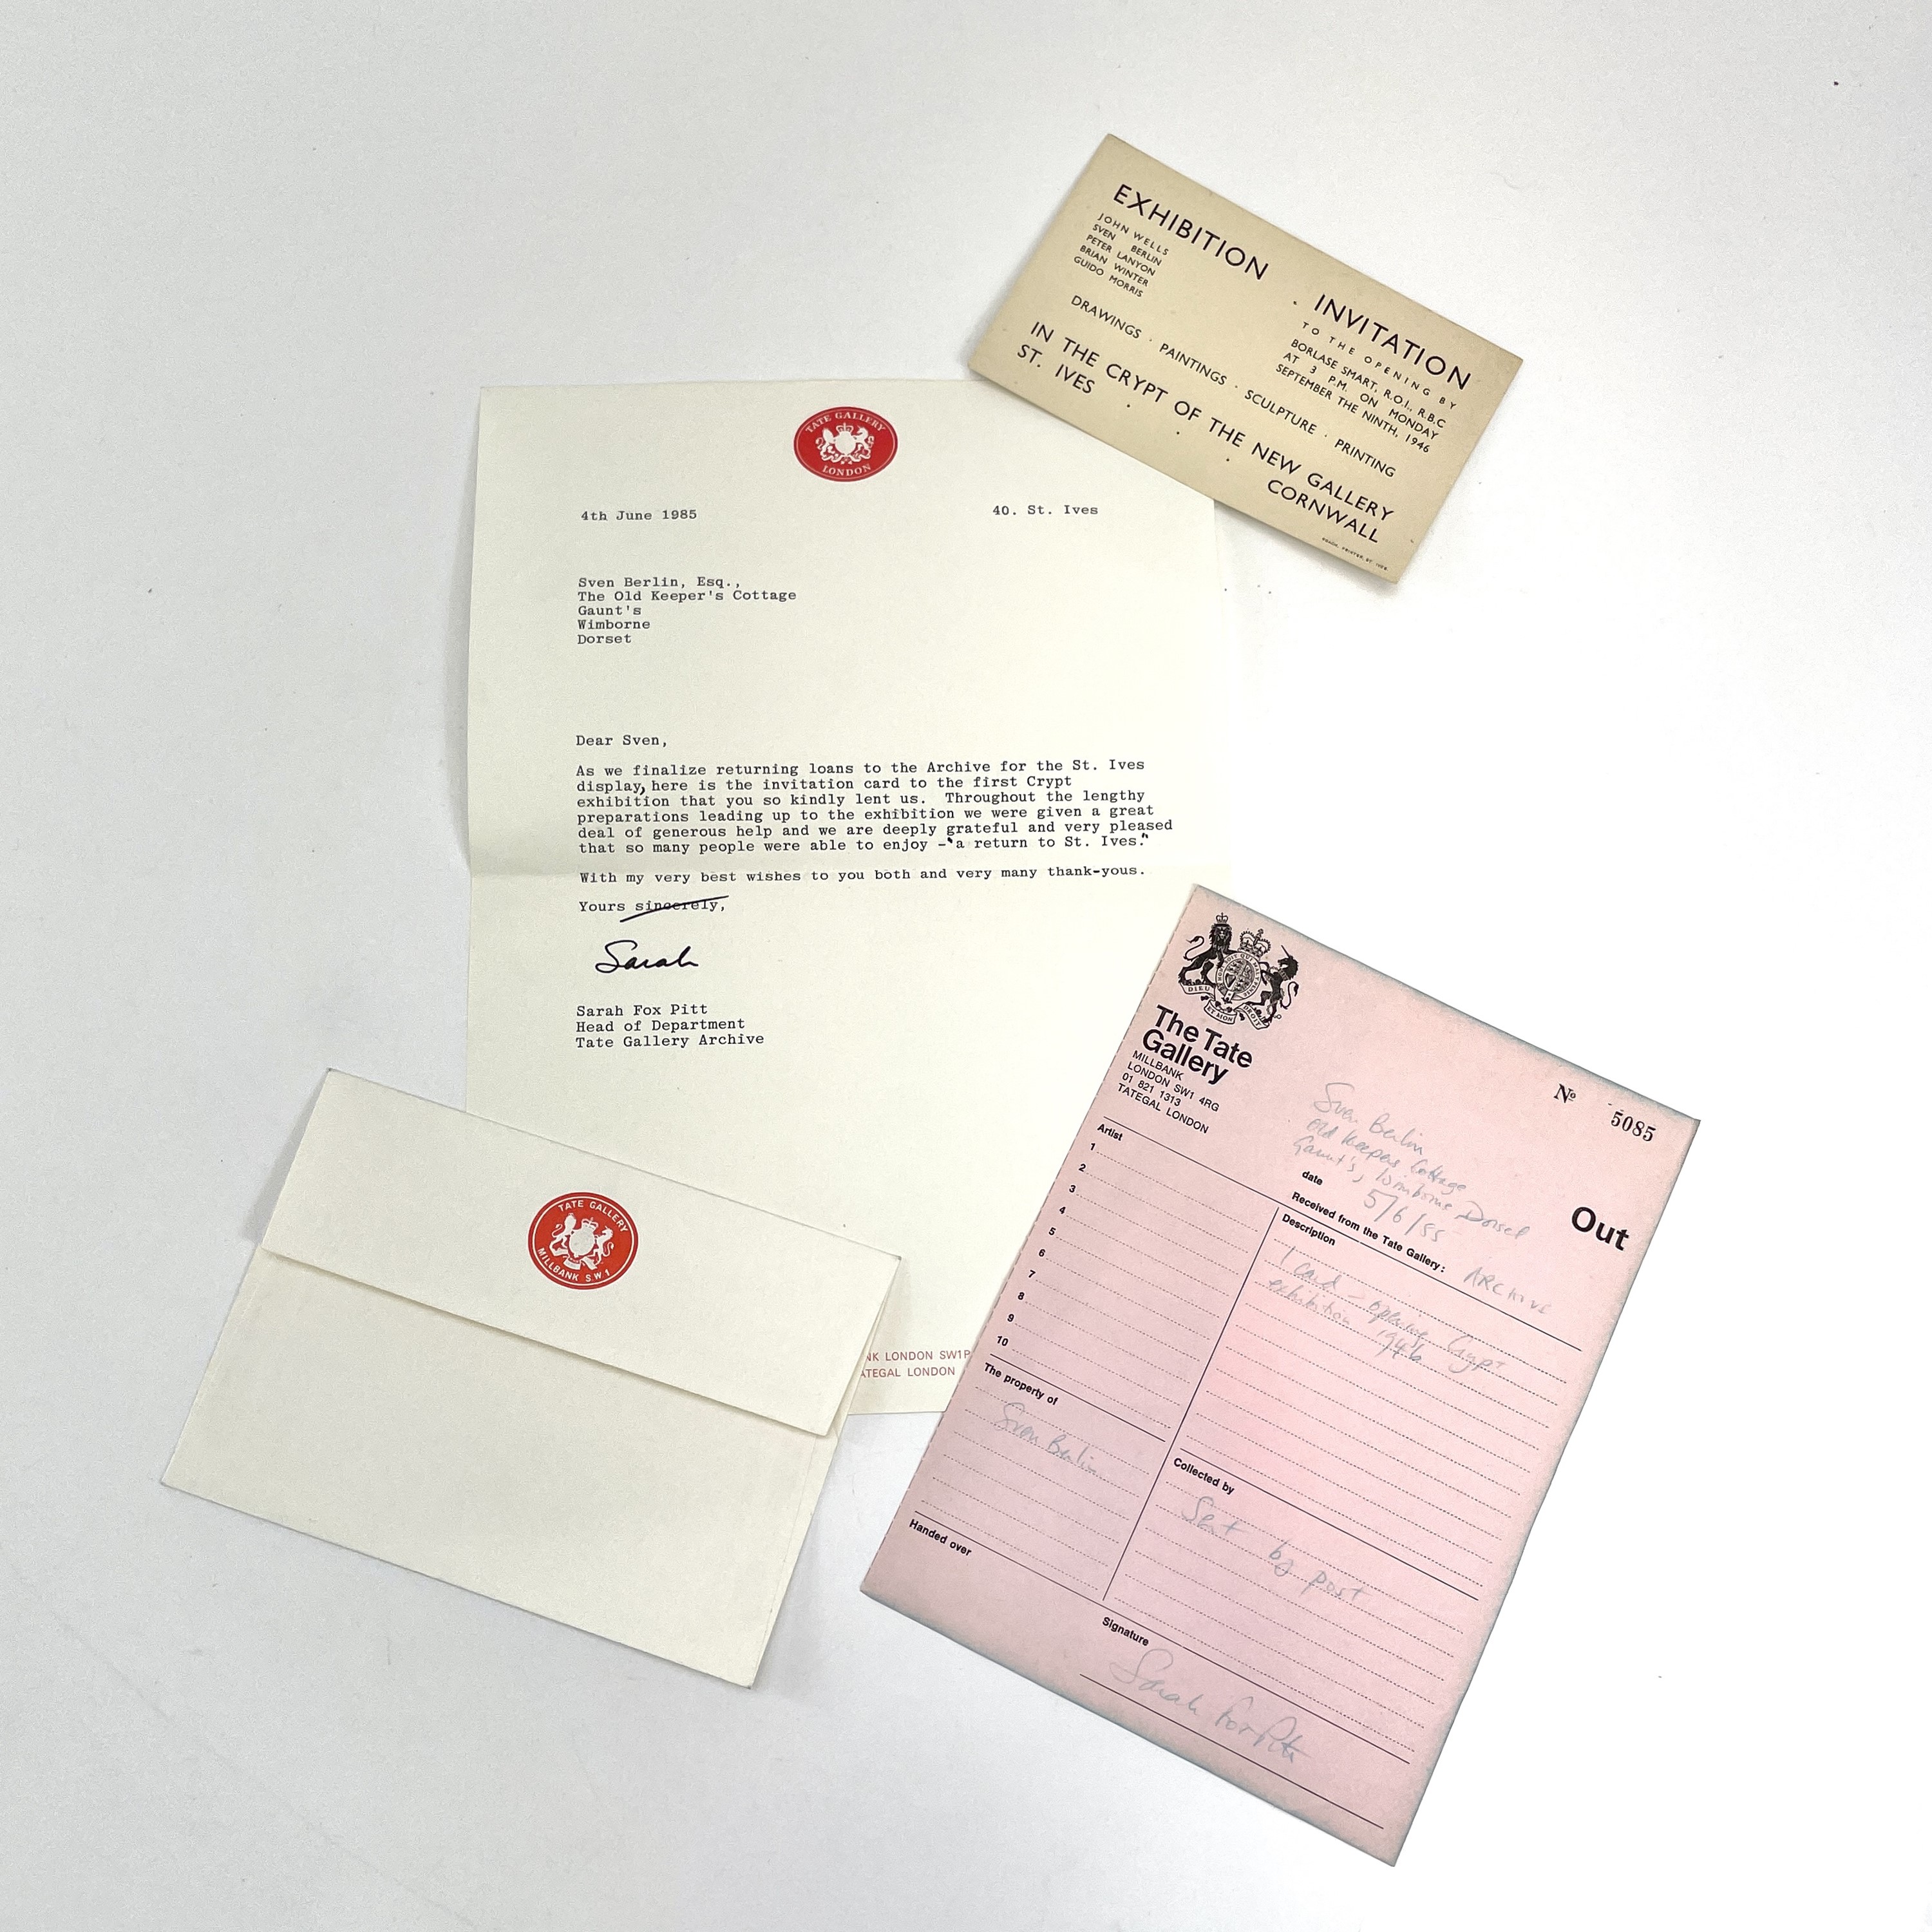 EXHIBITION
JOHN WELLS
SVEN BERLIN
PETER LANYON
BRIAN WINTER
GUIDO MORRIS
INVITATION
TO THE OPENING BY
BORLASE SMART, R.O.I., R.B.C
AT 3 P.M. ON MONDAY
SEPTEMBER THE NINTH, 1946
DRAWINGS · PAINTINGS · SCULPTURE · PRINTING
IN THE CRYPT OF THE NEW GALLERY
ST. IVES · · · CORNWALL
TATE GALLERY
LONDON
4th June 1985
40. St. Ives
Sven Berlin, Esq.,
The Old Keeper's Cottage
Gaunt's
Wimborne
Dorset
Dear Sven,
As we finalize returning loans to the Archive for the St. Ives
display, here is the invitation card to the first Crypt
exhibition that you so kindly lent us. Throughout the lengthy
preparations leading up to the exhibition we were given a great
deal of generous help and we are deeply grateful and very pleased
that so many people were able to enjoy - "a return to St. Ives."
With my very best wishes to you both and very many thank-yous.
Yours sincerely,
Sarah
Sarah Fox Pitt
Head of Department
Tate Gallery Archive
NK LONDON SW1P
ATEGAL LONDON
TATE GALLERY
MILLBANK SW1
DIEU ET MON DROIT
The Tate
Gallery
MILLBANK
LONDON SW1 4RG
01 821 1313
TATEGAL LONDON
Nº 5085
Sven Berlin
Old Keepers Cottage
Gaunt's, Wimborne, Dorset
date 5/6/85
Out
Received from the Tate Gallery: ARCHIVE
Artist
1
2
3
4
5
6
7
8
9
10
Description
1 Card - opening Crypt
exhibition 1946
The property of
Sven Berlin
Collected by
Sent by post
Handed over
Signature
Sarah Fox Pitt